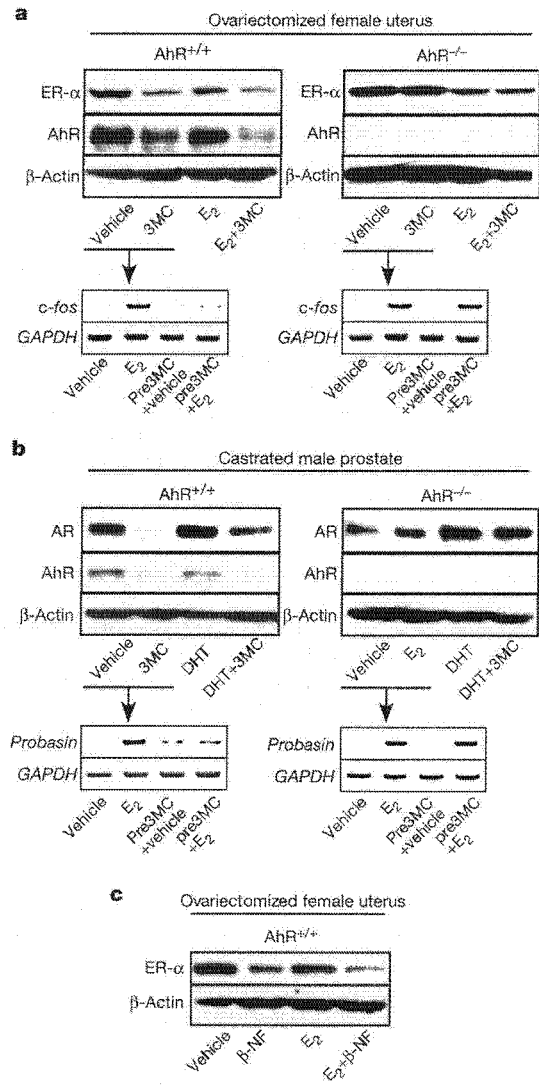 a
Ovariectomized female uterus
AhR+/+
AhR−/−
ER-α
AhR
β-Actin
Vehicle
3MC
E2
E2+3MC
ER-α
AhR
β-Actin
Vehicle
3MC
E2
E2+3MC
c-fos
GAPDH
Vehicle
E2
Pre3MC
+vehicle
pre3MC
+E2
c-fos
GAPDH
Vehicle
E2
Pre3MC
+vehicle
pre3MC
+E2
b
Castrated male prostate
AhR+/+
AhR−/−
AR
AhR
β-Actin
Vehicle
3MC
DHT
DHT+3MC
AR
AhR
β-Actin
Vehicle
E2
DHT
DHT+3MC
Probasin
GAPDH
Vehicle
E2
Pre3MC
+vehicle
pre3MC
+E2
Probasin
GAPDH
Vehicle
E2
Pre3MC
+vehicle
pre3MC
+E2
c
Ovariectomized female uterus
AhR+/+
ER-α
β-Actin
Vehicle
β-NF
E2
E2+β-NF